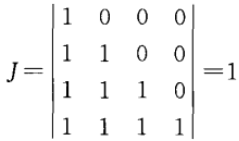 J=
|1 0 0 0|
|1 1 0 0|
|1 1 1 0|
|1 1 1 1|
=1